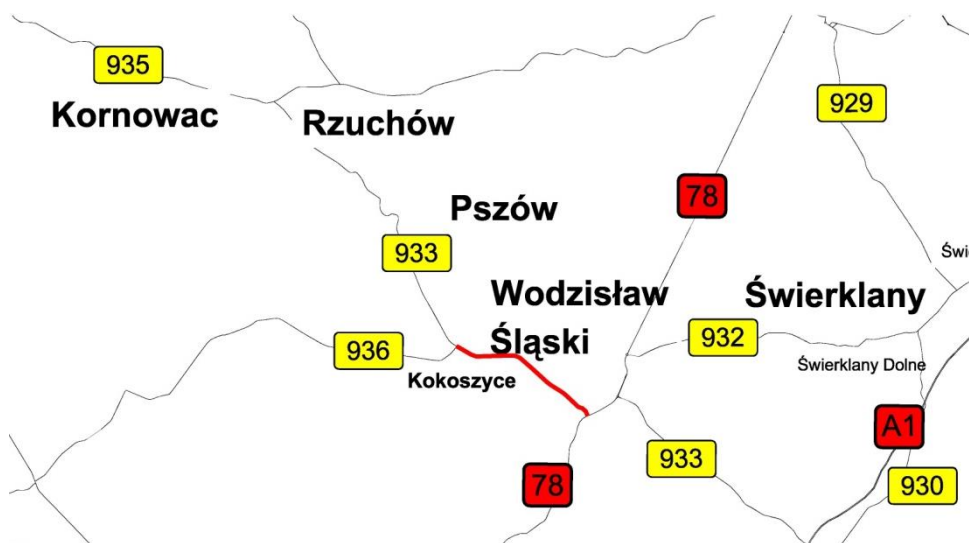 935
Kornowac
Rzuchów
929
78
Pszów
933
Wodzisław
Śląski
Świerklany
932
936
Kokoszyce
Świerklany Dolne
A1
933
78
930